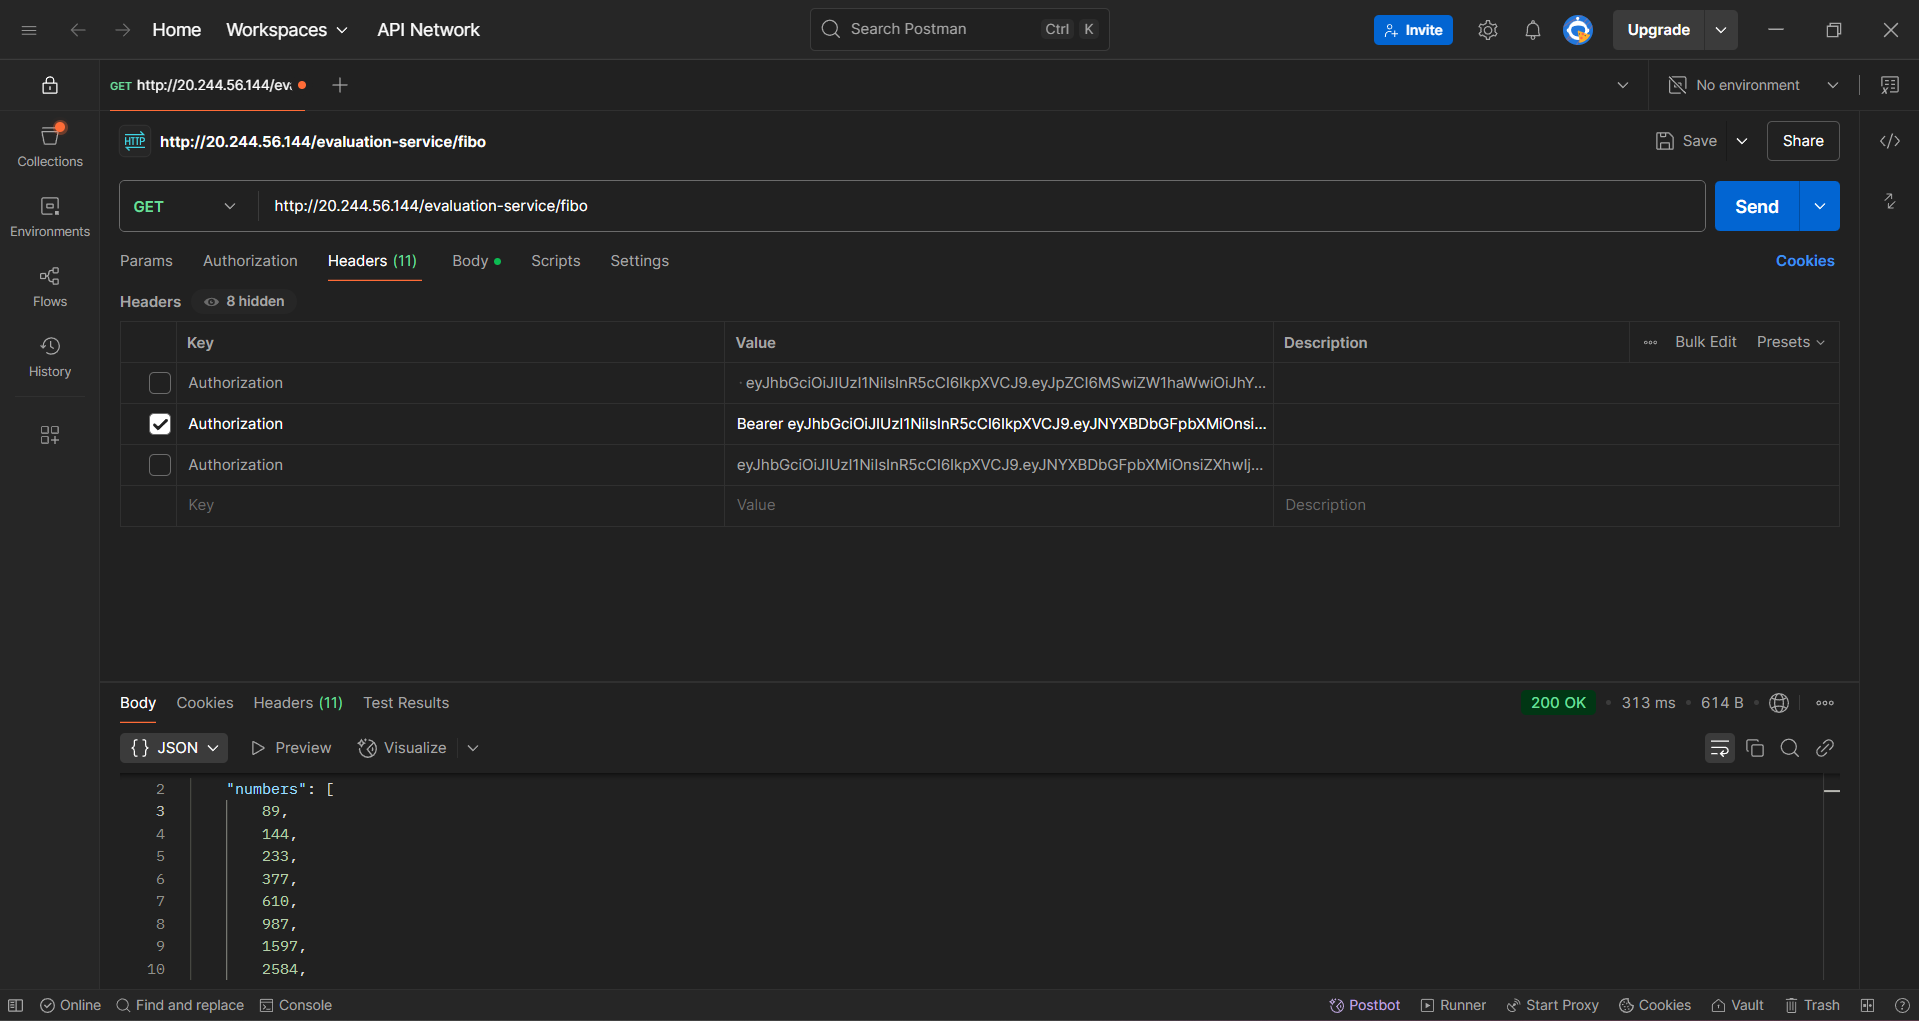 Home Workspaces API Network Search Postman Ctrl K Invite Upgrade
GET http://20.244.56.144/ev No environment
HTTP http://20.244.56.144/evaluation-service/fibo Save Share
Collections
Environments
Flows
History
GET http://20.244.56.144/evaluation-service/fibo Send
Params Authorization Headers (11) Body Scripts Settings Cookies
Headers 8 hidden
Key Value Description Bulk Edit Presets
Authorization eyJhbGciOiJIUzI1NiIsInR5cCI6IkpXVCJ9.eyJpZCI6MSwiZW1haWwiOiJhY...
Authorization Bearer eyJhbGciOiJIUzI1NiIsInR5cCI6IkpXVCJ9.eyJNYXBDbGFpbXMiOnsi...
Authorization eyJhbGciOiJIUzI1NiIsInR5cCI6IkpXVCJ9.eyJNYXBDbGFpbXMiOnsiZXhwIj...
Key Value Description
Body Cookies Headers (11) Test Results 200 OK • 313 ms • 614 B
{} JSON Preview Visualize
2 "numbers": [
3 89,
4 144,
5 233,
6 377,
7 610,
8 987,
9 1597,
10 2584,
Online Find and replace Console Postbot Runner Start Proxy Cookies Vault Trash